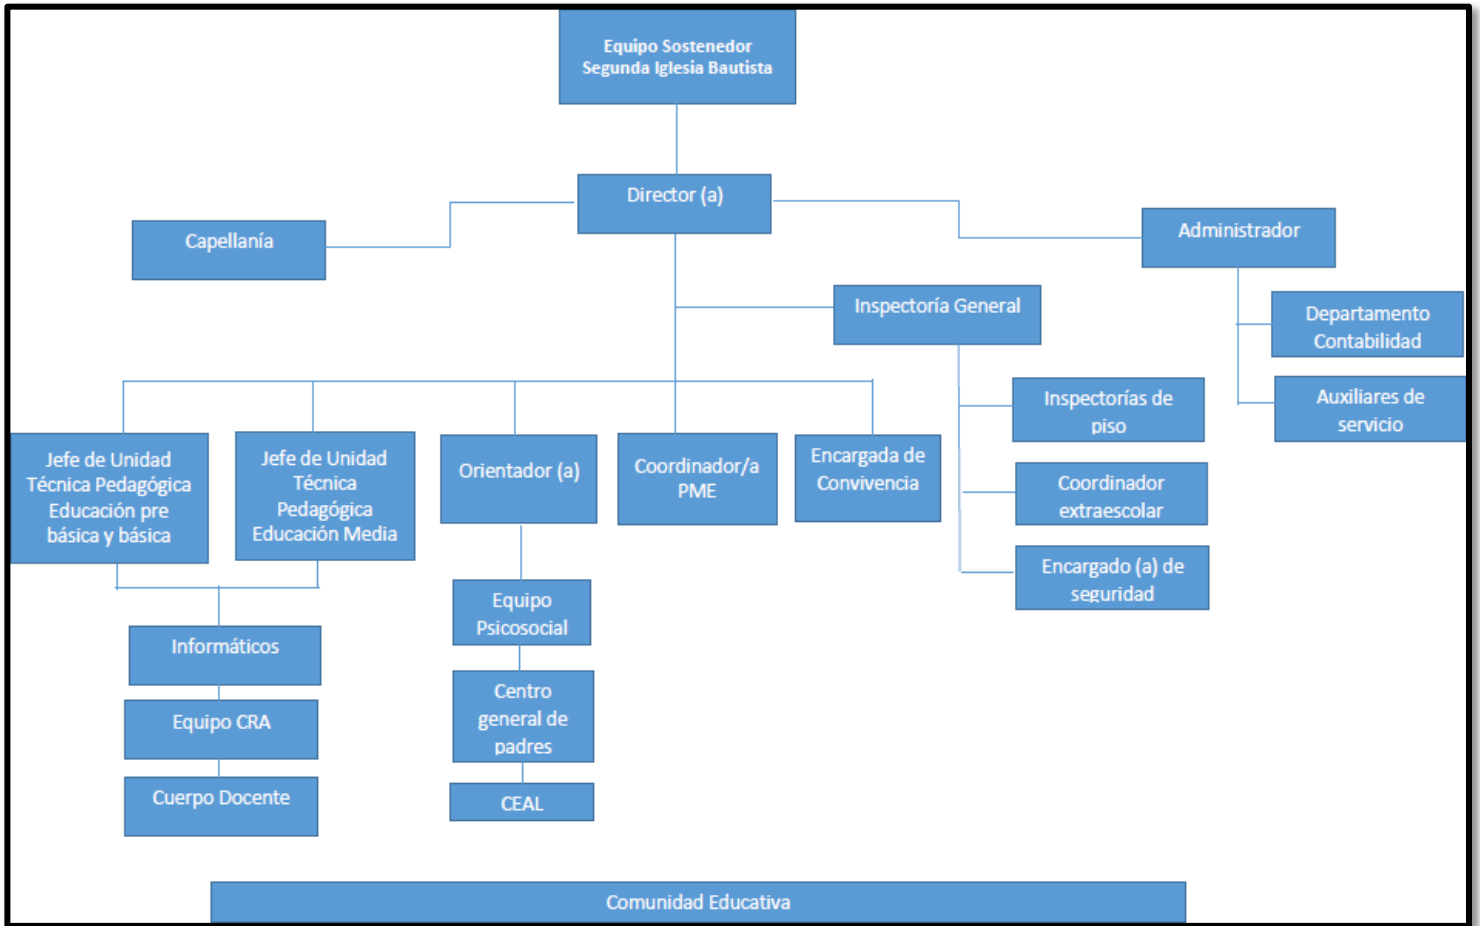 Equipo Sostenedor
Segunda Iglesia Bautista
Director (a)
Capellanía
Administrador
Inspectoría General
Departamento
Contabilidad
Auxiliares de
servicio
Inspectorías de
piso
Coordinador
extraescolar
Encargado (a) de
seguridad
Jefe de Unidad
Técnica Pedagógica
Educación pre
básica y básica
Jefe de Unidad
Técnica
Pedagógica
Educación Media
Orientador (a)
Coordinador/a
PME
Encargada de
Convivencia
Informáticos
Equipo CRA
Cuerpo Docente
Equipo
Psicosocial
Centro
general de
padres
CEAL
Comunidad Educativa